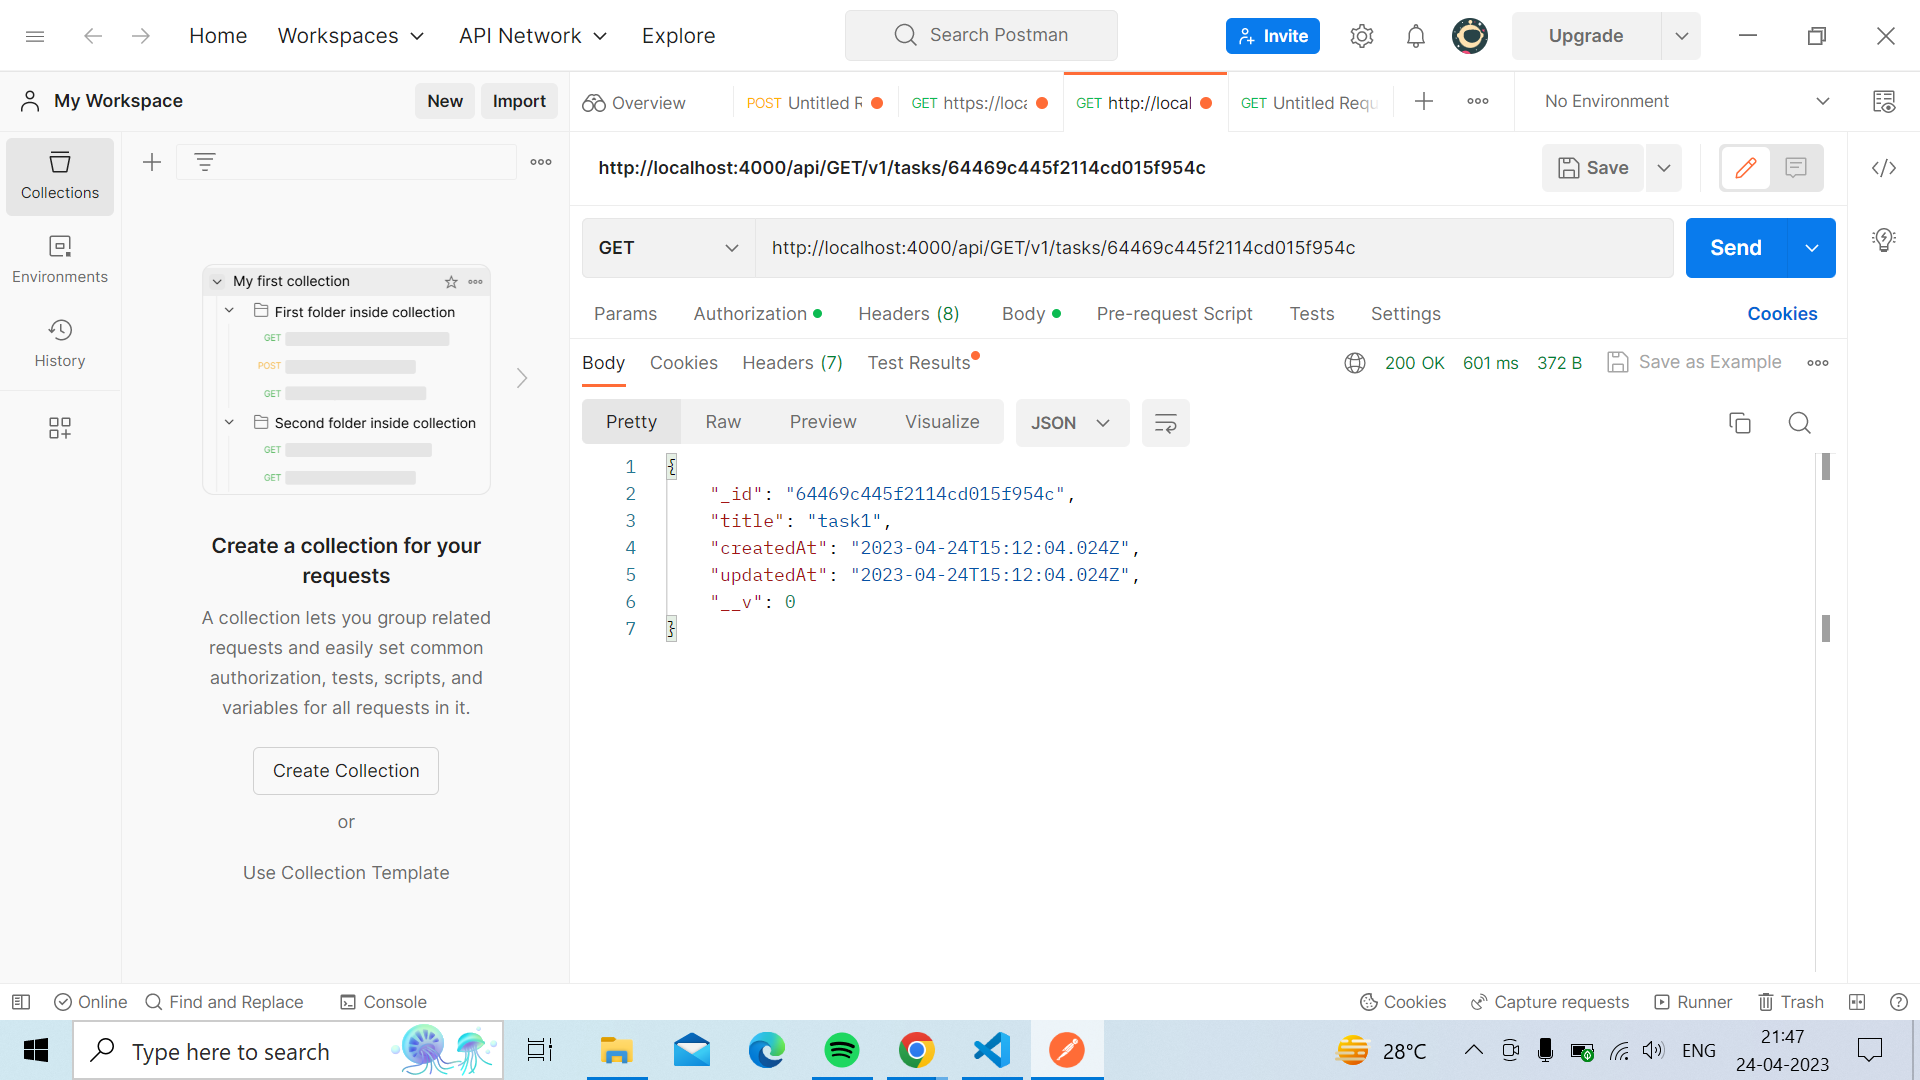 Home
Workspaces
API Network
Explore
Search Postman
Invite
Upgrade
My Workspace
New
Import
Overview
POST Untitled R
GET https://loca
GET http://local
GET Untitled Requ
No Environment
Collections
Environments
History
My first collection
First folder inside collection
GET
POST
GET
Second folder inside collection
GET
GET
Create a collection for your
requests
A collection lets you group related
requests and easily set common
authorization, tests, scripts, and
variables for all requests in it.
Create Collection
or
Use Collection Template
http://localhost:4000/api/GET/v1/tasks/64469c445f2114cd015f954c
Save
GET
http://localhost:4000/api/GET/v1/tasks/64469c445f2114cd015f954c
Send
Params
Authorization
Headers (8)
Body
Pre-request Script
Tests
Settings
Cookies
Body
Cookies
Headers (7)
Test Results
200 OK
601 ms
372 B
Save as Example
Pretty
Raw
Preview
Visualize
JSON
1 {
2 "_id": "64469c445f2114cd015f954c",
3 "title": "task1",
4 "createdAt": "2023-04-24T15:12:04.024Z",
5 "updatedAt": "2023-04-24T15:12:04.024Z",
6 "__v": 0
7 }
Online
Find and Replace
Console
Cookies
Capture requests
Runner
Trash
Type here to search
28°C
ENG
21:47
24-04-2023